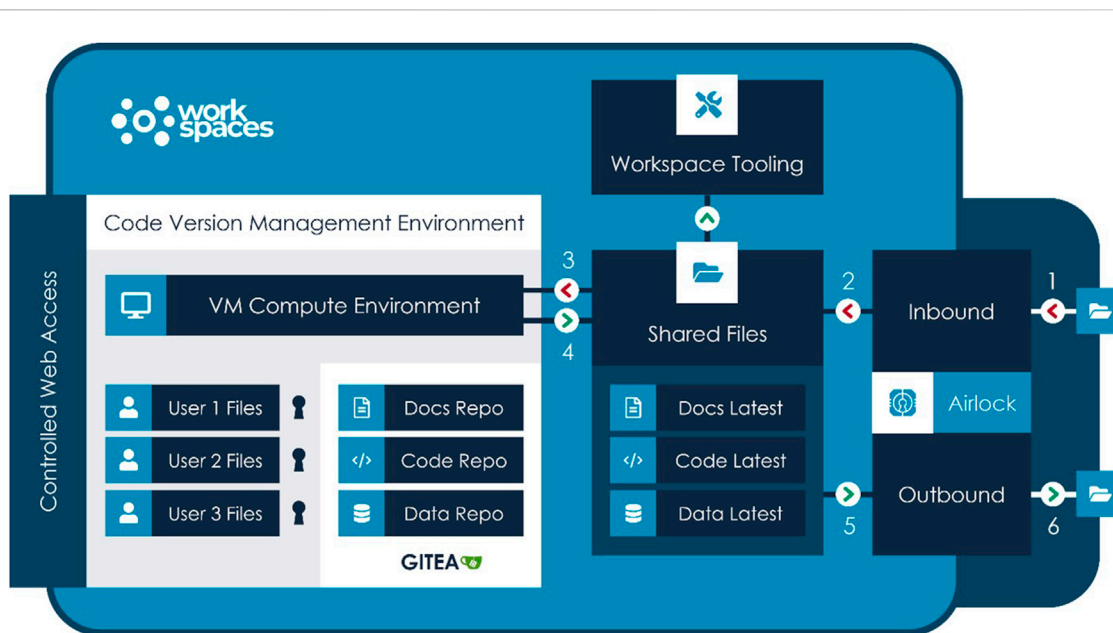 work
spaces
Workspace Tooling
Controlled Web Access
Code Version Management Environment
VM Compute Environment
3
4
Shared Files
2
Inbound
1
Airlock
User 1 Files
User 2 Files
User 3 Files
Docs Repo
Code Repo
Data Repo
GITEA
Docs Latest
Code Latest
Data Latest
5
Outbound
6